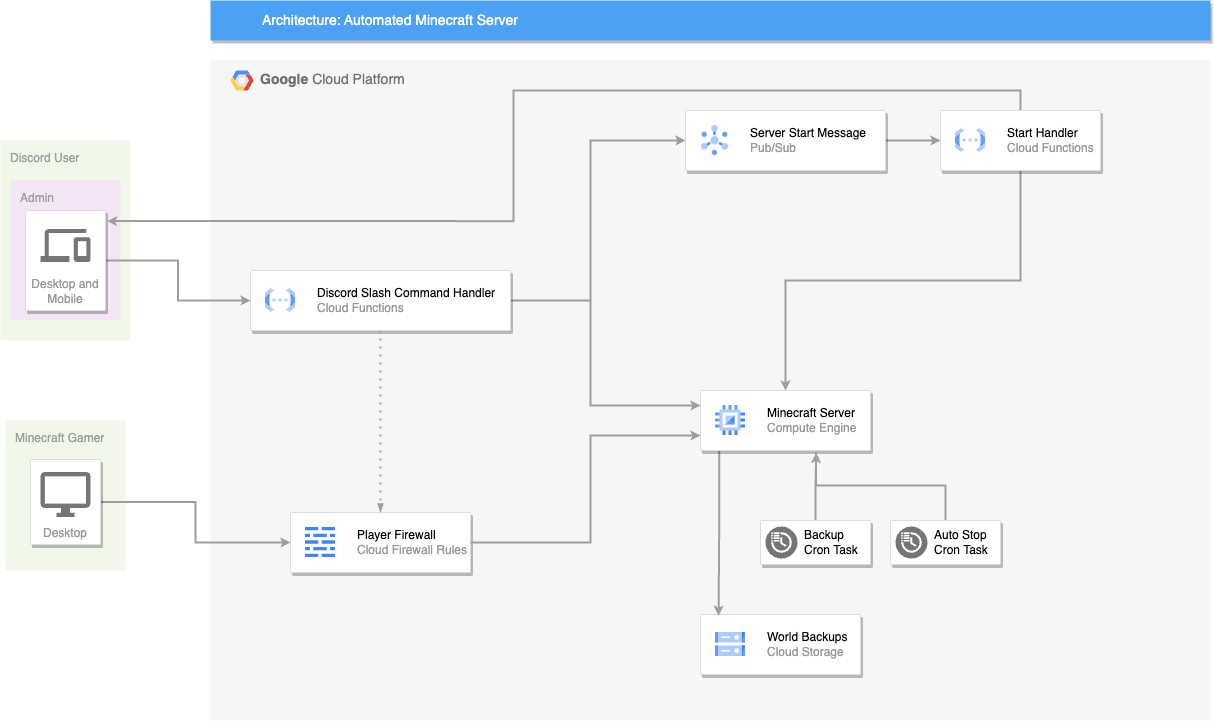 Architecture: Automated Minecraft Server
Google Cloud Platform
Server Start Message
Pub/Sub
Start Handler
Cloud Functions
Discord User
Admin
Desktop and
Mobile
Discord Slash Command Handler
Cloud Functions
Minecraft Server
Compute Engine
Minecraft Gamer
Desktop
Player Firewall
Cloud Firewall Rules
Backup
Cron Task
Auto Stop
Cron Task
World Backups
Cloud Storage